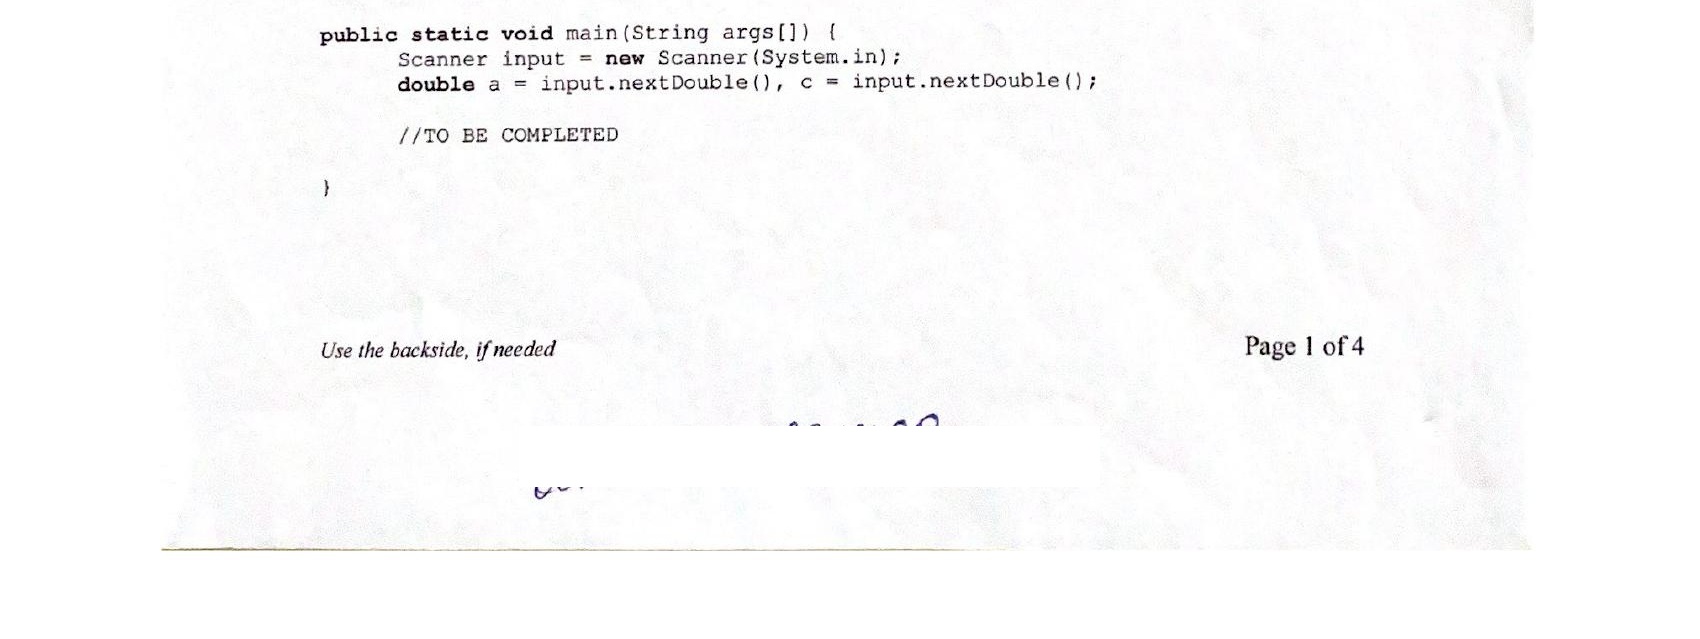 public static void main(String args[]) {
Scanner input = new Scanner(System.in);
double a = input.nextDouble(), c = input.nextDouble();
//TO BE COMPLETED
}
Use the backside, if needed
Page 1 of 4